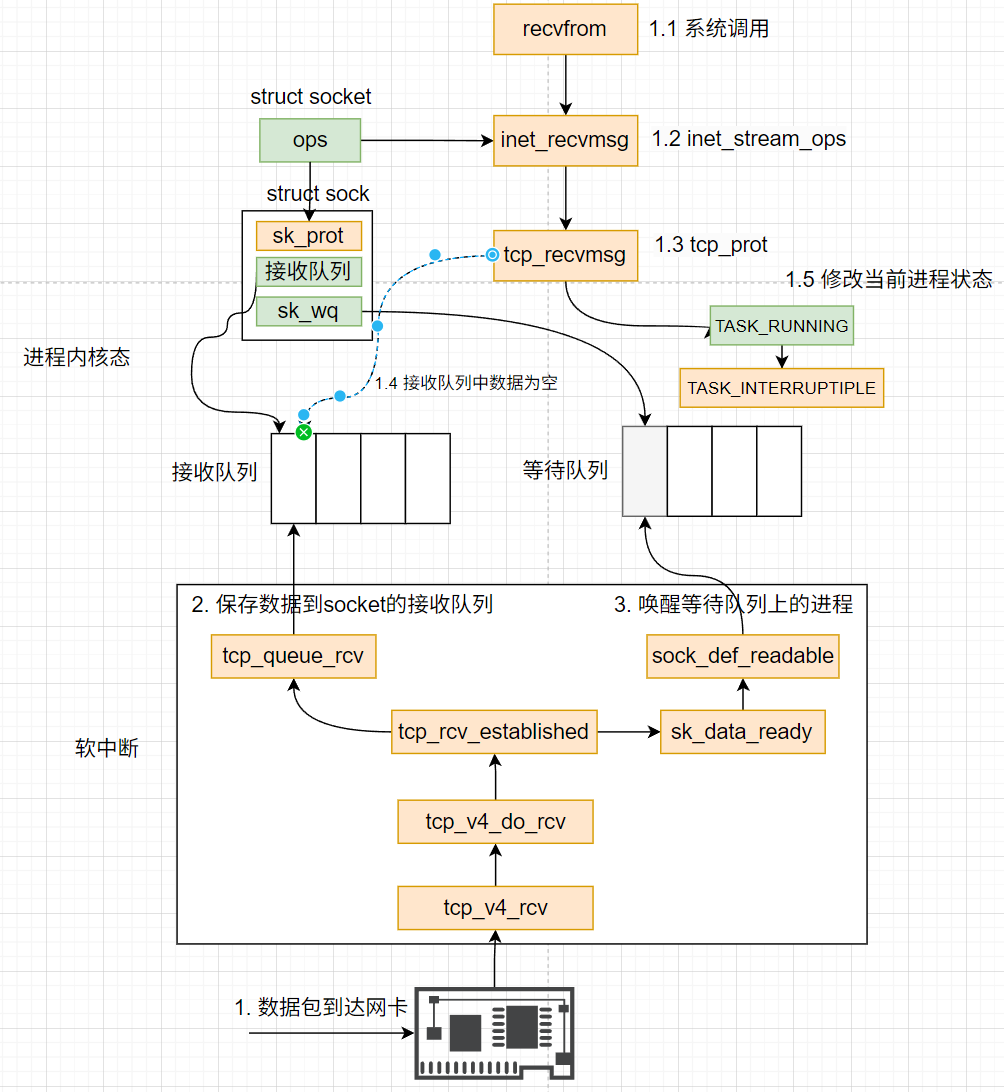 recvfrom
1.1 系统调用
struct socket
ops
inet_recvmsg
1.2 inet_stream_ops
struct sock
sk_prot
接收队列
sk_wq
tcp_recvmsg
1.3 tcp_prot
1.5 修改当前进程状态
TASK_RUNNING
TASK_INTERRUPTIPLE
进程内核态
1.4 接收队列中数据为空
接收队列
等待队列
2. 保存数据到socket的接收队列
3. 唤醒等待队列上的进程
tcp_queue_rcv
sock_def_readable
tcp_rcv_established
sk_data_ready
软中断
tcp_v4_do_rcv
tcp_v4_rcv
1. 数据包到达网卡